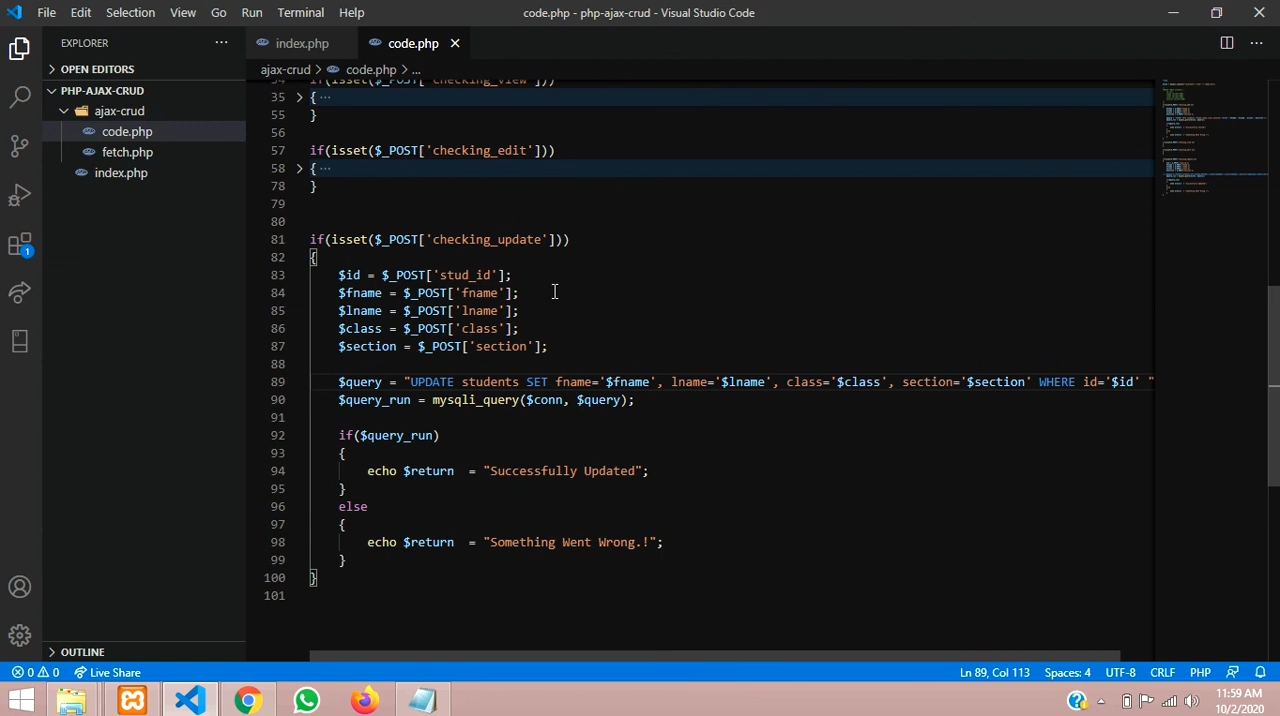 File Edit Selection View Go Run Terminal Help code.php - php-ajax-crud - Visual Studio Code
EXPLORER ···
OPEN EDITORS
PHP-AJAX-CRUD
ajax-crud
code.php
fetch.php
index.php
OUTLINE
index.php code.php
ajax-crud > code.php > ...
34 if(isset($_POST['checking_view']))
35 {···
55 }
56
57 if(isset($_POST['checking_edit']))
58 {···
78 }
79
80
81 if(isset($_POST['checking_update']))
82 {
83 $id = $_POST['stud_id'];
84 $fname = $_POST['fname'];
85 $lname = $_POST['lname'];
86 $class = $_POST['class'];
87 $section = $_POST['section'];
88
89 $query = "UPDATE students SET fname='$fname', lname='$lname', class='$class', section='$section' WHERE id='$id' "
90 $query_run = mysqli_query($conn, $query);
91
92 if($query_run)
93 {
94 echo $return  = "Successfully Updated";
95 }
96 else
97 {
98 echo $return  = "Something Went Wrong.!";
99 }
100 }
101
1
0 0 Live Share Ln 89, Col 113 Spaces: 4 UTF-8 CRLF PHP
11:59 AM
10/2/2020